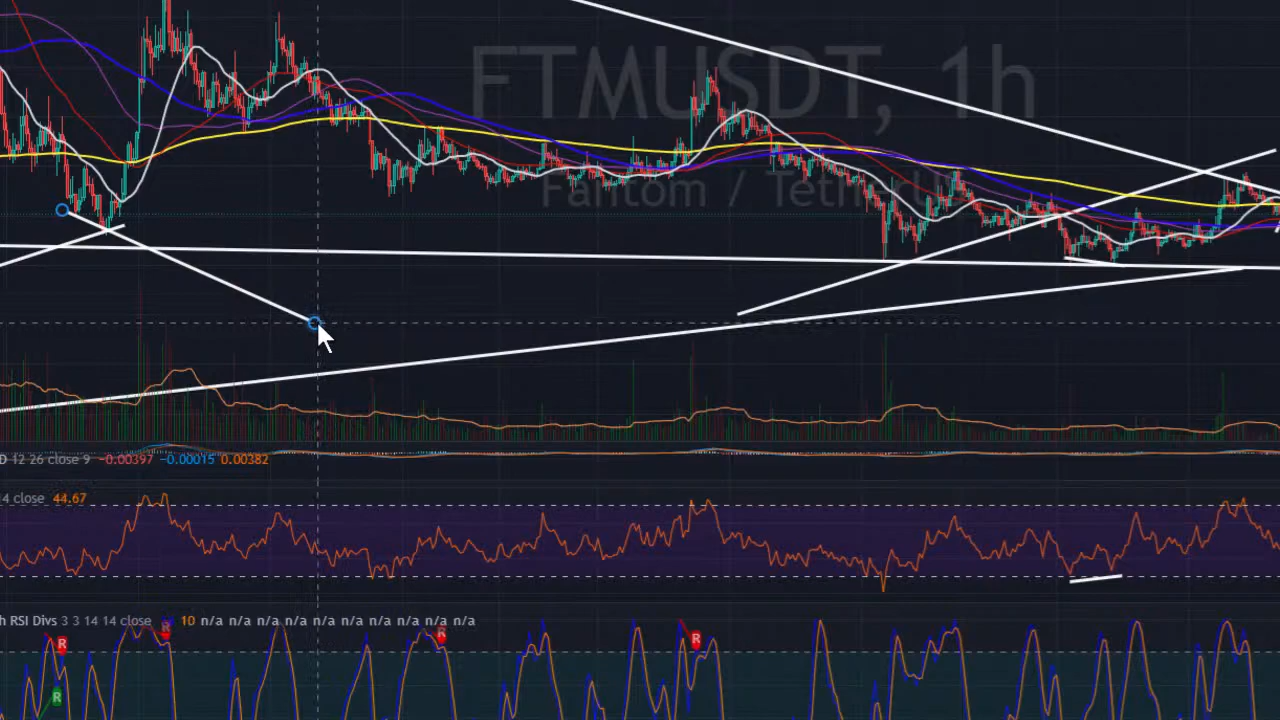 FTMUSDT, 1h
Fantom / TetherUS
D 12 26 close 9 −0.00397 −0.00015 0.00382
4 close 44.67
h RSI Divs 3 3 14 14 close 10 n/a n/a n/a n/a n/a n/a n/a n/a n/a n/a
R R R R
R